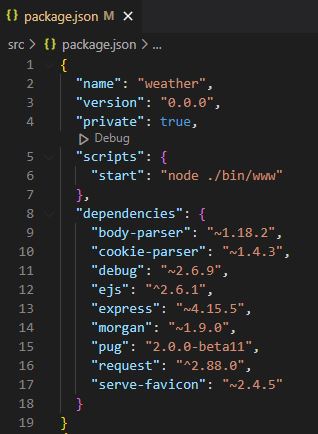 package.json M ×
src > {} package.json > ...
1 {
2 "name": "weather",
3 "version": "0.0.0",
4 "private": true,
Debug
5 "scripts": {
6 "start": "node ./bin/www"
7 },
8 "dependencies": {
9 "body-parser": "~1.18.2",
10 "cookie-parser": "~1.4.3",
11 "debug": "~2.6.9",
12 "ejs": "^2.6.1",
13 "express": "~4.15.5",
14 "morgan": "~1.9.0",
15 "pug": "2.0.0-beta11",
16 "request": "^2.88.0",
17 "serve-favicon": "~2.4.5"
18 }
19 }